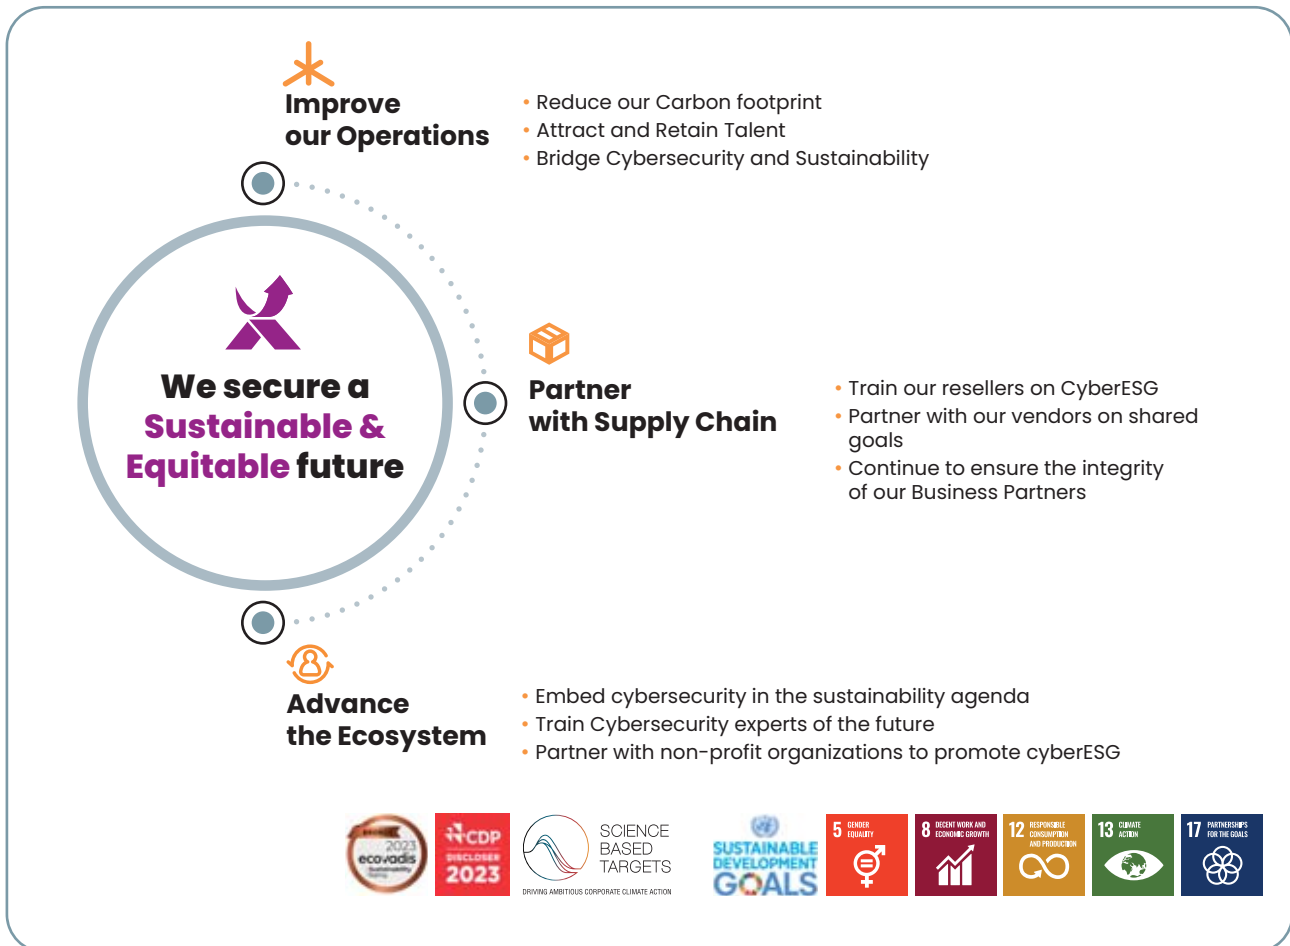 Improve
our Operations
• Reduce our Carbon footprint
• Attract and Retain Talent
• Bridge Cybersecurity and Sustainability
We secure a
Sustainable &
Equitable future
Partner
with Supply Chain
• Train our resellers on CyberESG
• Partner with our vendors on shared
goals
• Continue to ensure the integrity
of our Business Partners
Advance
the Ecosystem
• Embed cybersecurity in the sustainability agenda
• Train Cybersecurity experts of the future
• Partner with non-profit organizations to promote cyberESG
2023
ecovadis
Sustainability
CDP
DISCLOSER
2023
SCIENCE
BASED
TARGETS
DRIVING AMBITIOUS CORPORATE CLIMATE ACTION
SUSTAINABLE
DEVELOPMENT
GOALS
5 GENDER
EQUALITY
8 DECENT WORK AND
ECONOMIC GROWTH
12 RESPONSIBLE
CONSUMPTION
AND PRODUCTION
13 CLIMATE
ACTION
17 PARTNERSHIPS
FOR THE GOALS